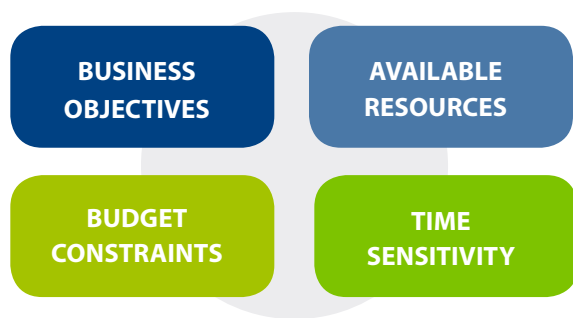 BUSINESS
OBJECTIVES
AVAILABLE
RESOURCES
BUDGET
CONSTRAINTS
TIME
SENSITIVITY